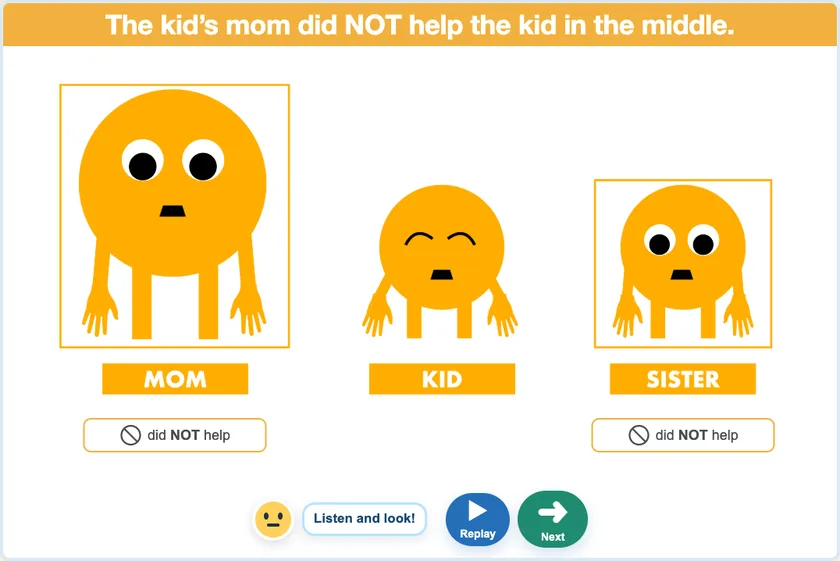 The kid’s mom did NOT help the kid in the middle.
MOM
KID
SISTER
did NOT help
did NOT help
Listen and look!
Replay
Next